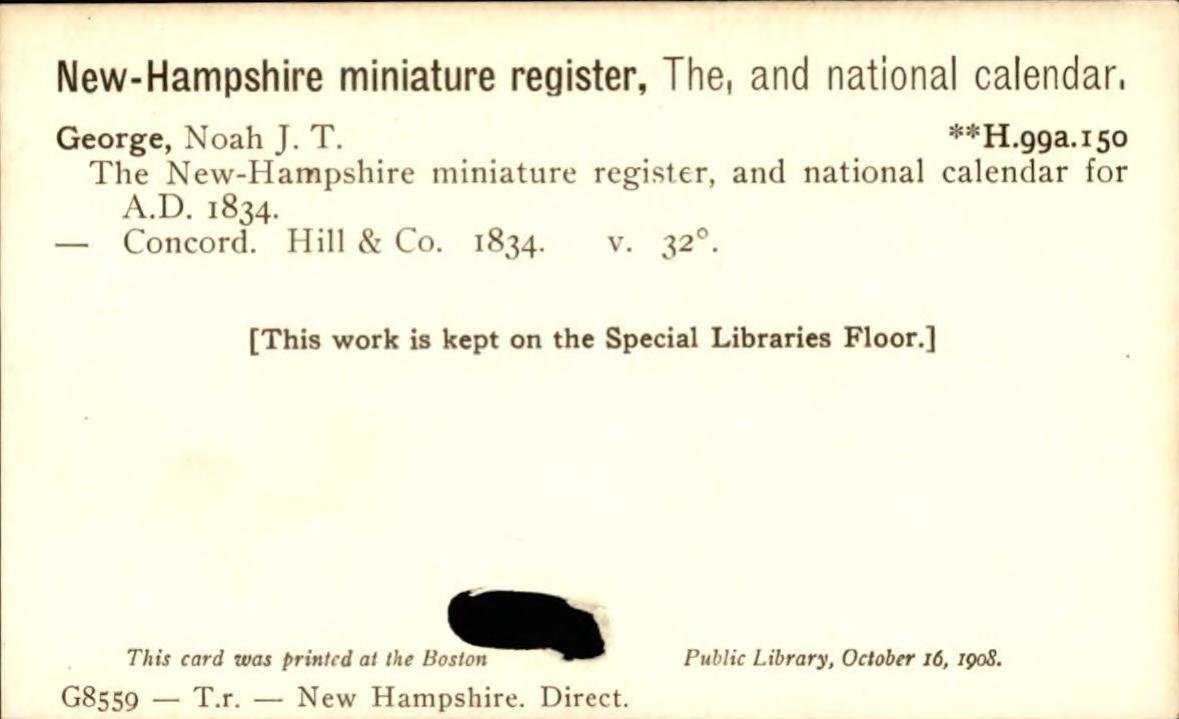 New-Hampshire miniature register, The, and national calendar.
George, Noah J. T. **H.99a.150
The New-Hampshire miniature register, and national calendar for
A.D. 1834.
— Concord. Hill & Co. 1834. v. 32°.
[This work is kept on the Special Libraries Floor.]
This card was printed at the Boston Public Library, October 16, 1908.
G8559 — T.r. — New Hampshire. Direct.